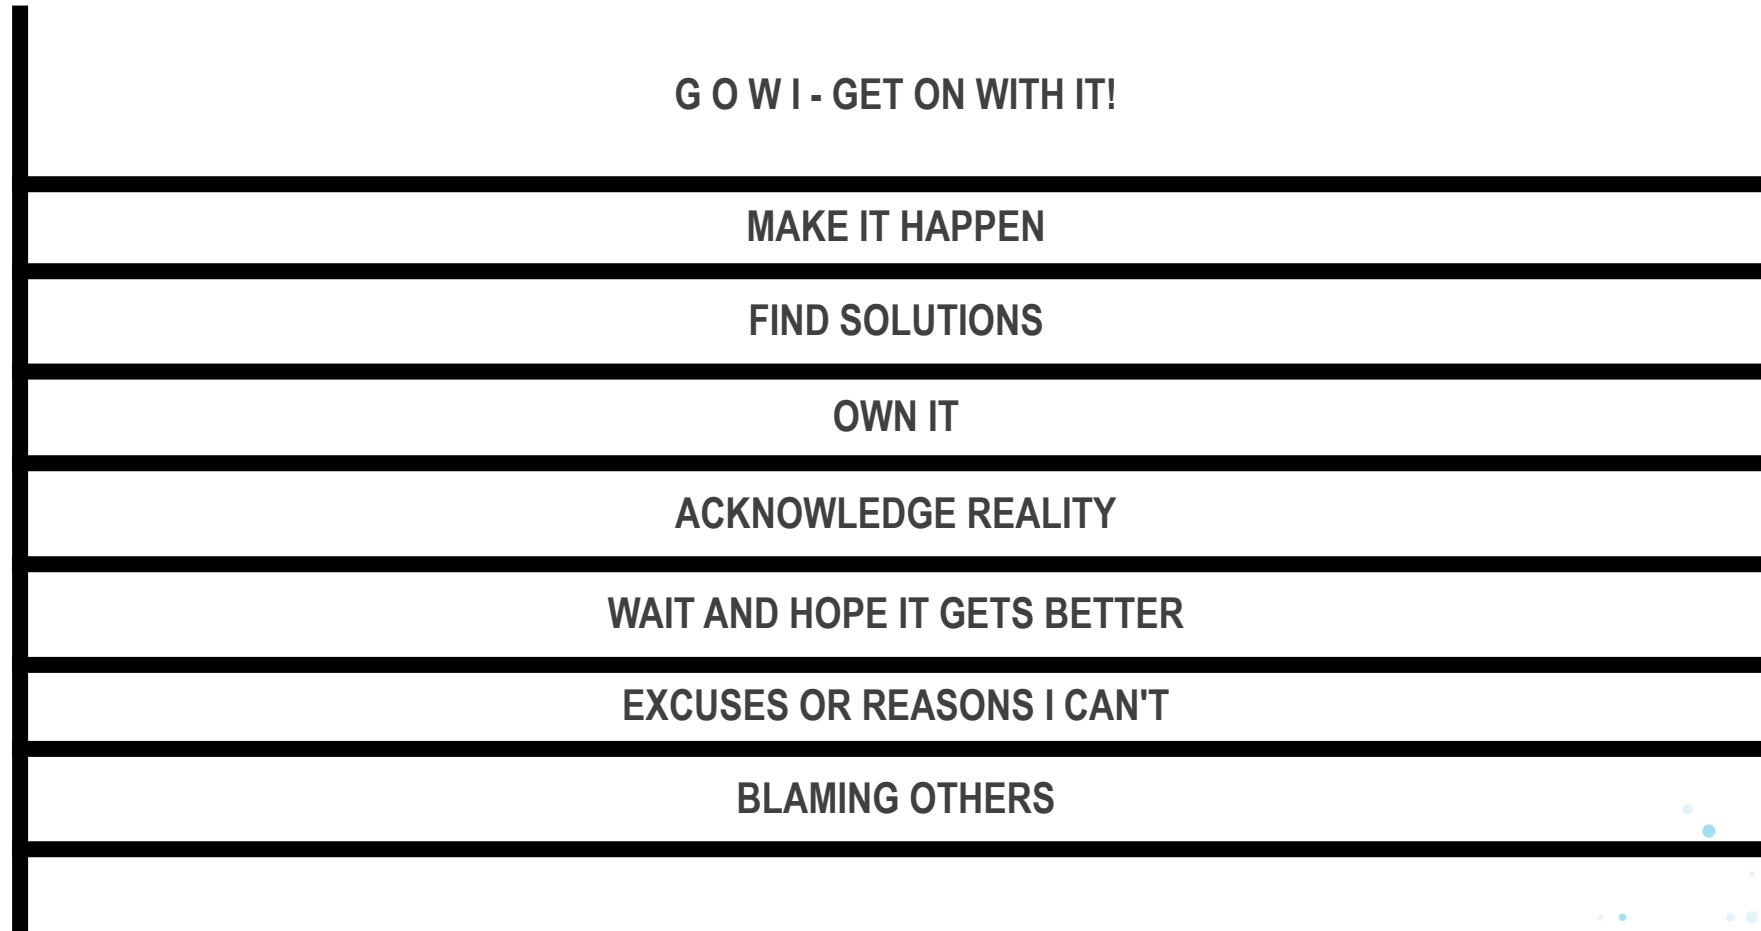 G O W I - GET ON WITH IT!
MAKE IT HAPPEN
FIND SOLUTIONS
OWN IT
ACKNOWLEDGE REALITY
WAIT AND HOPE IT GETS BETTER
EXCUSES OR REASONS I CAN'T
BLAMING OTHERS